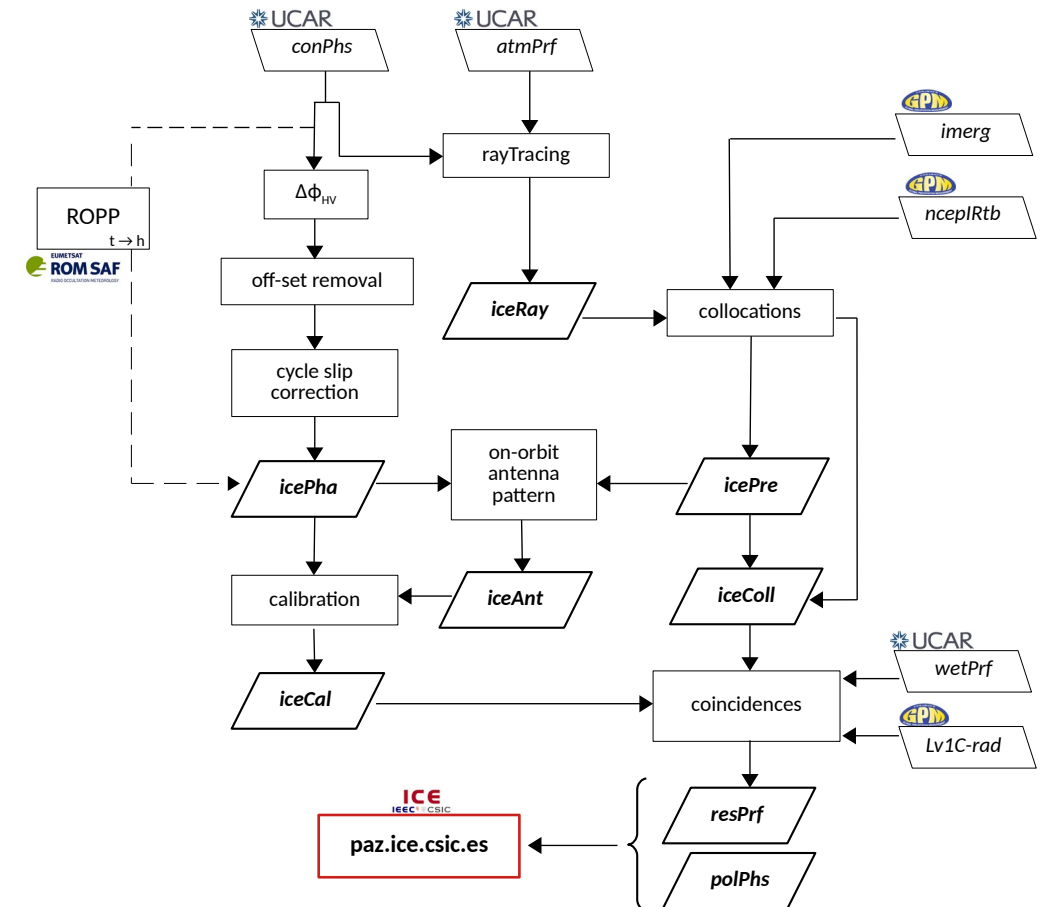 UCAR
conPhs
UCAR
atmPrf
GPM
imerg
rayTracing
GPM
ncepIRtb
ΔϕHV
ROPP
t → h
EUMETSAT
ROM SAF
RADIO OCCULTATION METEOROLOGY
off-set removal
iceRay
collocations
cycle slip
correction
on-orbit
antenna
pattern
icePha
icePre
calibration
iceAnt
iceColl
UCAR
wetPrf
iceCal
coincidences
GPM
Lv1C-rad
ICE
IEEC CSIC
paz.ice.csic.es
resPrf
polPhs